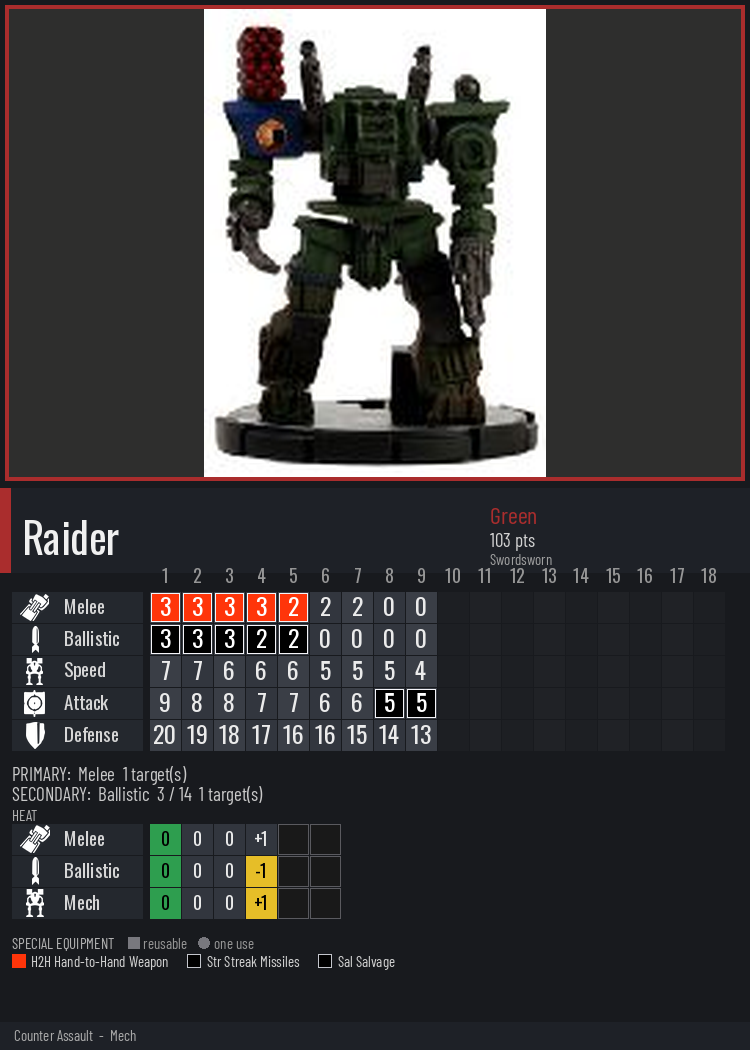 Raider
Green
103 pts
Swordsworn
1 2 3 4 5 6 7 8 9 10 11 12 13 14 15 16 17 18
Melee 3 3 3 3 2 2 2 0 0
Ballistic 3 3 3 2 2 0 0 0 0
Speed 7 7 6 6 6 5 5 5 4
Attack 9 8 8 7 7 6 6 5 5
Defense 20 19 18 17 16 16 15 14 13
PRIMARY: Melee 1 target(s)
SECONDARY: Ballistic 3 / 14 1 target(s)
HEAT
Melee 0 0 0 +1
Ballistic 0 0 0 -1
Mech 0 0 0 +1
SPECIAL EQUIPMENT reusable one use
H2H Hand-to-Hand Weapon Str Streak Missiles Sal Salvage
Counter Assault - Mech